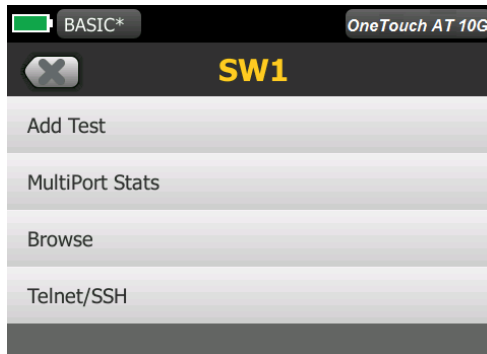 BASIC*
OneTouch AT 10G
SW1
Add Test
MultiPort Stats
Browse
Telnet/SSH